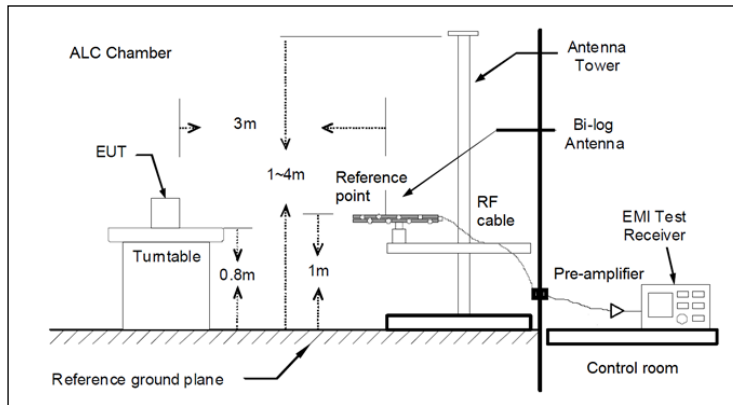 ALC Chamber
Antenna
Tower
3m
Bi-log
Antenna
EUT
1~4m
Reference
point
RF
cable
EMI Test
Receiver
Turntable
0.8m
1m
Pre-amplifier
Reference ground plane
Control room